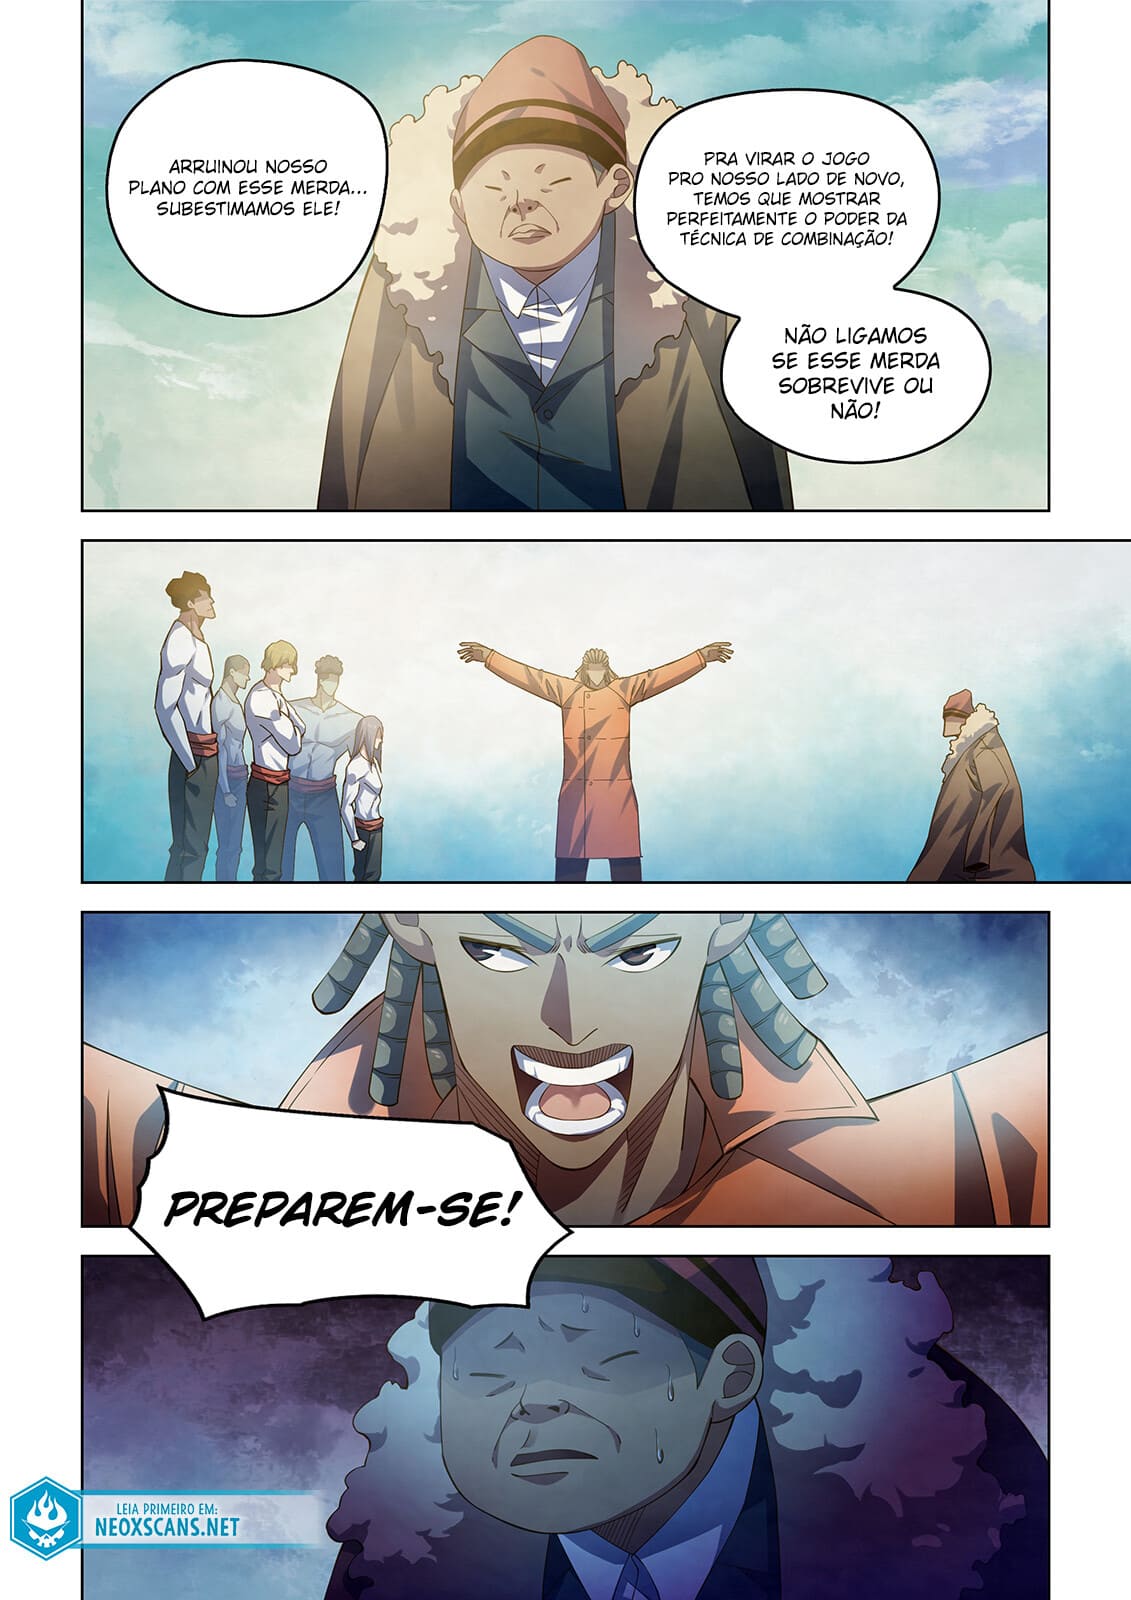 ARRUINOU NOSSO
PLANO COM ESSE MERDA...
SUBESTIMAMOS ELE!
PRA VIRAR O JOGO
PRO NOSSO LADO DE NOVO,
TEMOS QUE MOSTRAR
PERFEITAMENTE O PODER DA
TÉCNICA DE COMBINAÇÃO!
NÃO LIGAMOS
SE ESSE MERDA
SOBREVIVE OU
NÃO!
PREPAREM-SE!
LEIA PRIMEIRO EM:
NEOXSCANS.NET